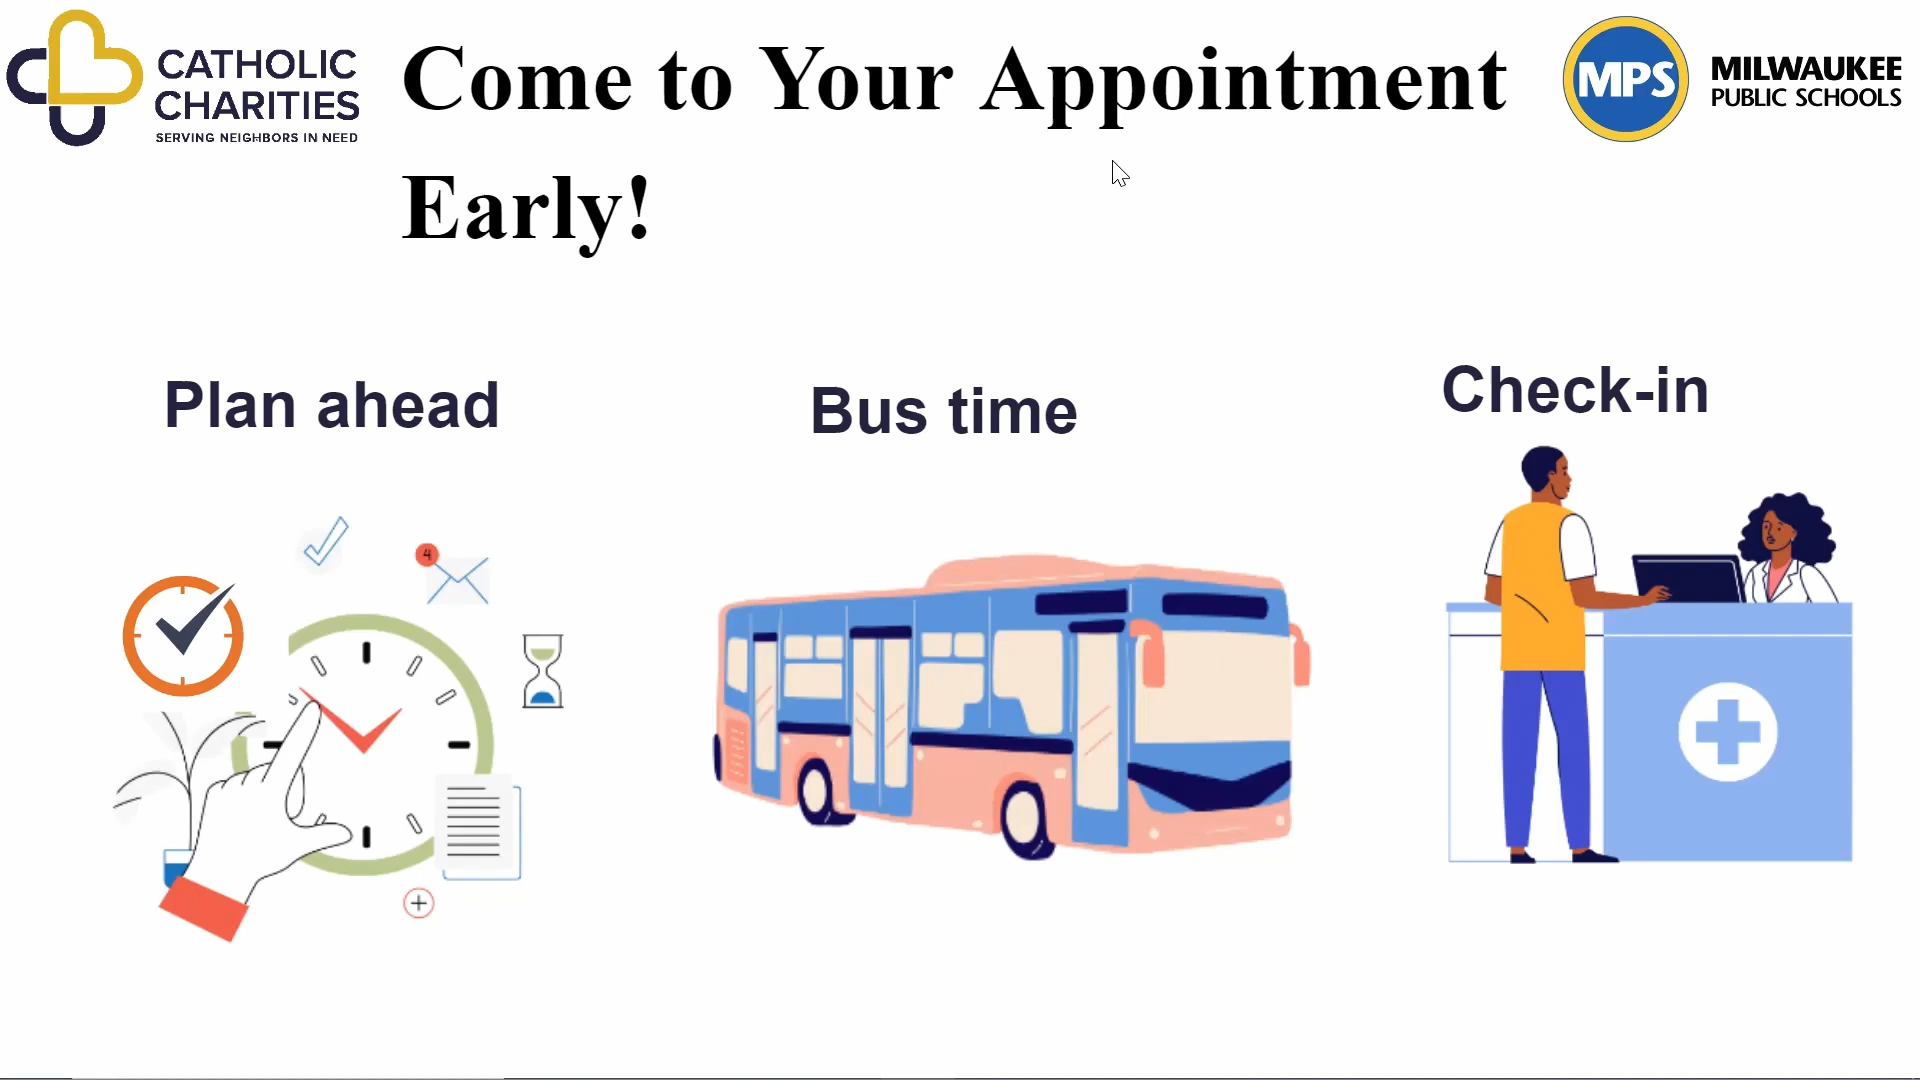 CATHOLIC
CHARITIES
SERVING NEIGHBORS IN NEED
Come to Your Appointment
Early!
MPS
MILWAUKEE
PUBLIC SCHOOLS
Plan ahead
Bus time
Check-in
4